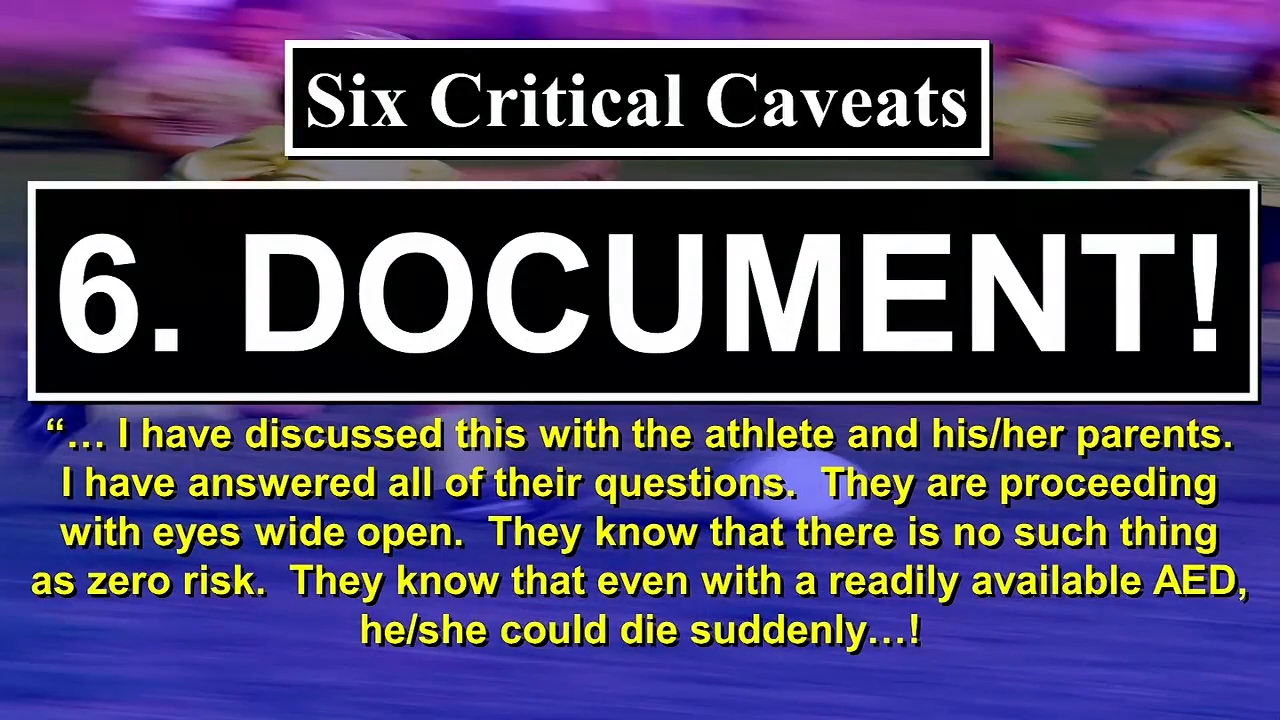 Six Critical Caveats
6. DOCUMENT!
“… I have discussed this with the athlete and his/her parents.
I have answered all of their questions.  They are proceeding
with eyes wide open.  They know that there is no such thing
as zero risk.  They know that even with a readily available AED,
he/she could die suddenly…!